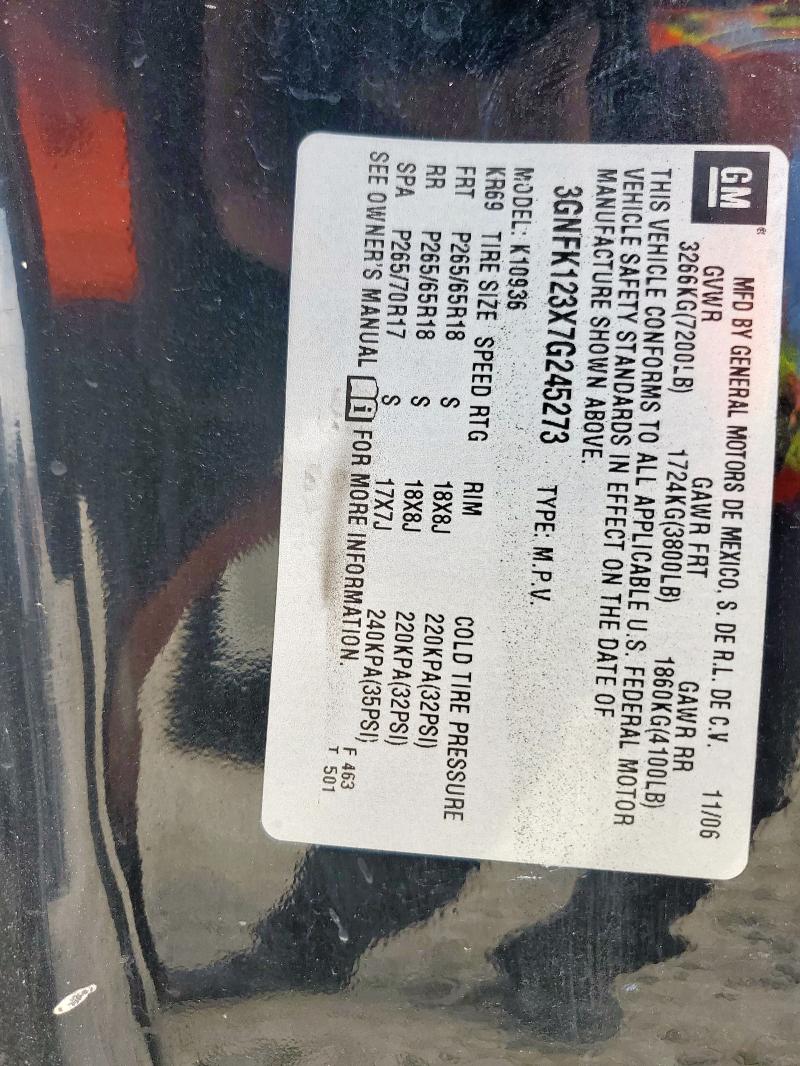 GM
MFD BY GENERAL MOTORS DE MEXICO, S. DE R.L. DE C.V. 11/06
GVWR GAWR FRT GAWR RR
3266KG(7200LB) 1724KG(3800LB) 1860KG(4100LB)
THIS VEHICLE CONFORMS TO ALL APPLICABLE U.S. FEDERAL MOTOR
VEHICLE SAFETY STANDARDS IN EFFECT ON THE DATE OF
MANUFACTURE SHOWN ABOVE.
3GNFK123X7G245273 TYPE: M.P.V.
MODEL: K10936
KR69 TIRE SIZE SPEED RTG RIM COLD TIRE PRESSURE
FRT P265/65R18 S 18X8J 220KPA(32PSI)
RR P265/65R18 S 18X8J 220KPA(32PSI)
SPA P265/70R17 S 17X7J 240KPA(35PSI)
SEE OWNER'S MANUAL i FOR MORE INFORMATION.
F 463
T 501